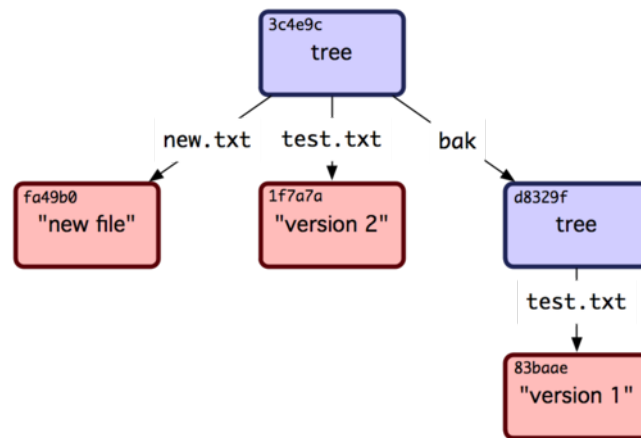 3c4e9c
tree
new.txt
test.txt
bak
fa49b0
"new file"
1f7a7a
"version 2"
d8329f
tree
test.txt
83baae
"version 1"